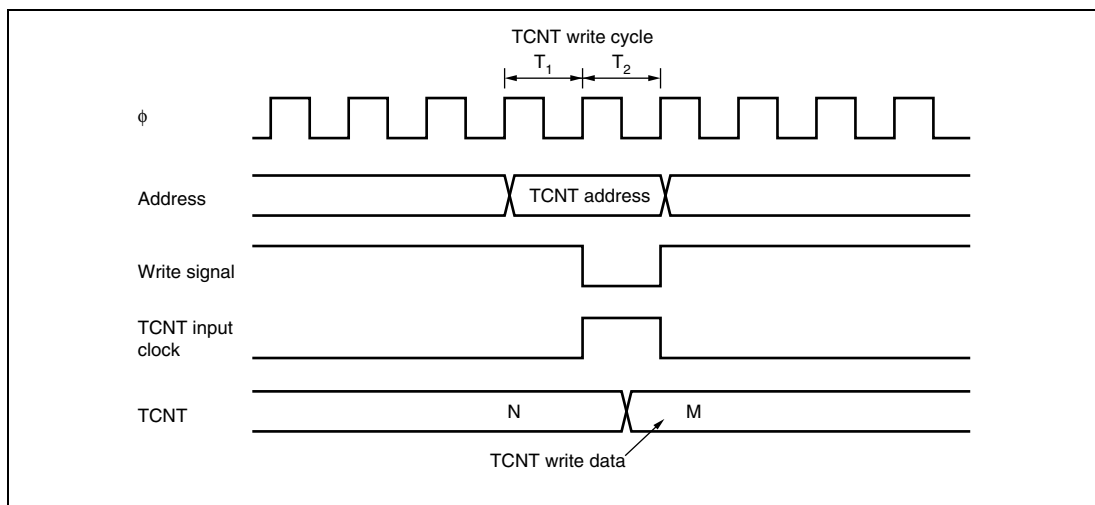 TCNT write cycle
T1 T2
ϕ
Address
TCNT address
Write signal
TCNT input
clock
TCNT
N
M
TCNT write data